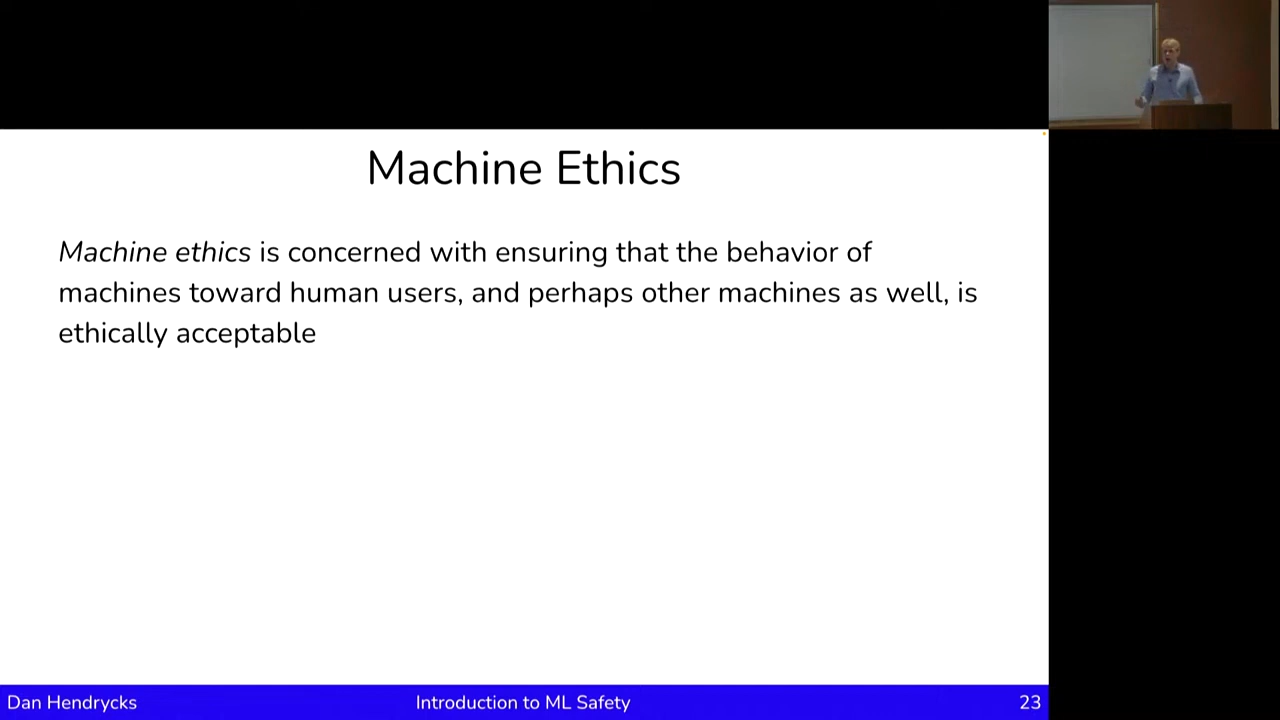 Machine Ethics
Machine ethics is concerned with ensuring that the behavior of
machines toward human users, and perhaps other machines as well, is
ethically acceptable
Dan Hendrycks
Introduction to ML Safety
23